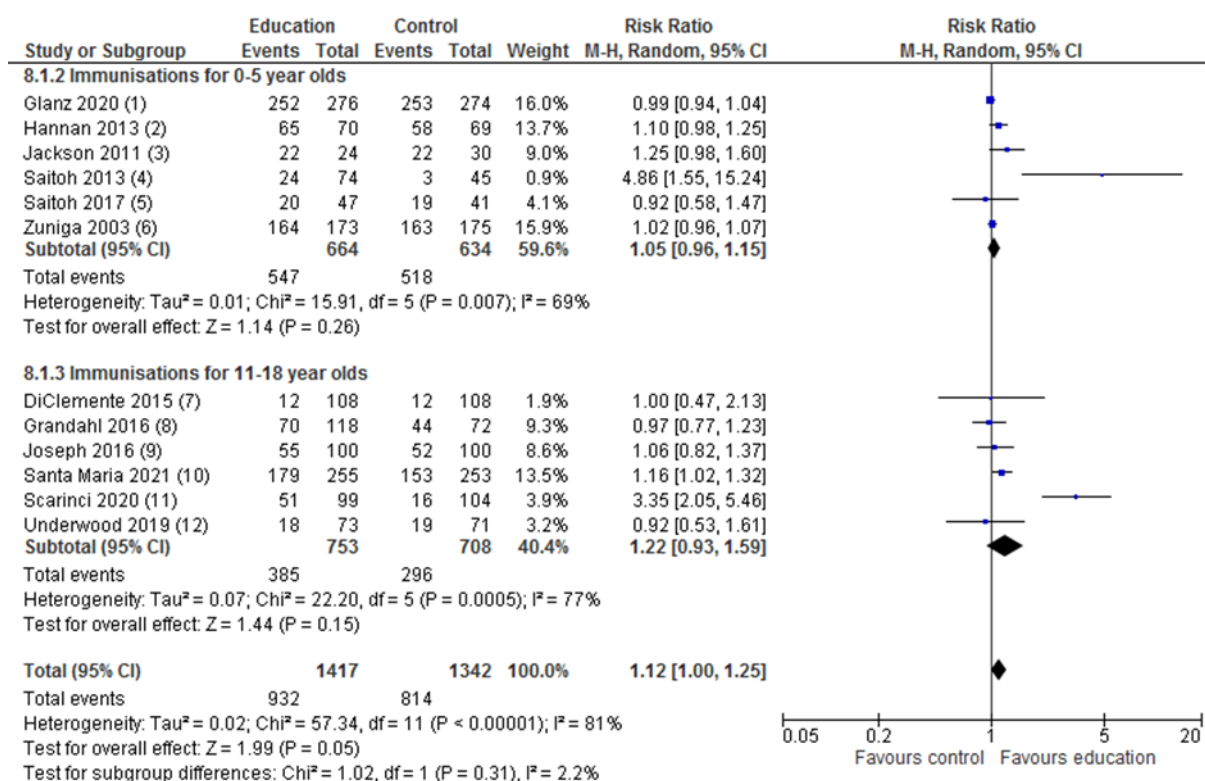 Education Control Risk Ratio Risk Ratio
Study or Subgroup Events Total Events Total Weight M-H, Random, 95% CI M-H, Random, 95% CI
8.1.2 Immunisations for 0-5 year olds
Glanz 2020 (1) 252 276 253 274 16.0% 0.99 [0.94, 1.04]
Hannan 2013 (2) 65 70 58 69 13.7% 1.10 [0.98, 1.25]
Jackson 2011 (3) 22 24 22 30 9.0% 1.25 [0.98, 1.60]
Saitoh 2013 (4) 24 74 3 45 0.9% 4.86 [1.55, 15.24]
Saitoh 2017 (5) 20 47 19 41 4.1% 0.92 [0.58, 1.47]
Zuniga 2003 (6) 164 173 163 175 15.9% 1.02 [0.96, 1.07]
Subtotal (95% CI) 664 634 59.6% 1.05 [0.96, 1.15]
Total events 547 518
Heterogeneity: Tau² = 0.01; Chi² = 15.91, df = 5 (P = 0.007); I² = 69%
Test for overall effect: Z = 1.14 (P = 0.26)
8.1.3 Immunisations for 11-18 year olds
DiClemente 2015 (7) 12 108 12 108 1.9% 1.00 [0.47, 2.13]
Grandahl 2016 (8) 70 118 44 72 9.3% 0.97 [0.77, 1.23]
Joseph 2016 (9) 55 100 52 100 8.6% 1.06 [0.82, 1.37]
Santa Maria 2021 (10) 179 255 153 253 13.5% 1.16 [1.02, 1.32]
Scarinci 2020 (11) 51 99 16 104 3.9% 3.35 [2.05, 5.46]
Underwood 2019 (12) 18 73 19 71 3.2% 0.92 [0.53, 1.61]
Subtotal (95% CI) 753 708 40.4% 1.22 [0.93, 1.59]
Total events 385 296
Heterogeneity: Tau² = 0.07; Chi² = 22.20, df = 5 (P = 0.0005); I² = 77%
Test for overall effect: Z = 1.44 (P = 0.15)
Total (95% CI) 1417 1342 100.0% 1.12 [1.00, 1.25]
Total events 932 814
Heterogeneity: Tau² = 0.02; Chi² = 57.34, df = 11 (P < 0.00001); I² = 81%
Test for overall effect: Z = 1.99 (P = 0.05)
Test for subgroup differences: Chi² = 1.02, df = 1 (P = 0.31), I² = 2.2%
0.05 0.2 1 5 20
Favours control Favours education